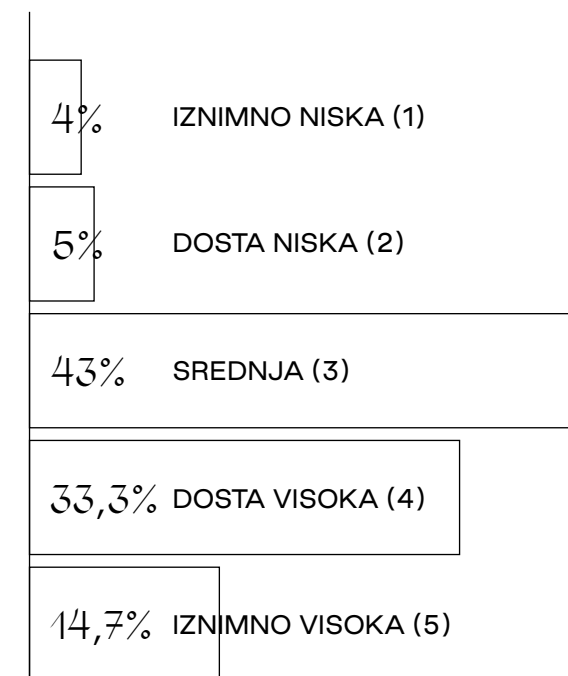 4% IZNIMNO NISKA (1)
5% DOSTA NISKA (2)
43% SREDNJA (3)
33,3% DOSTA VISOKA (4)
14,7% IZNIMNO VISOKA (5)